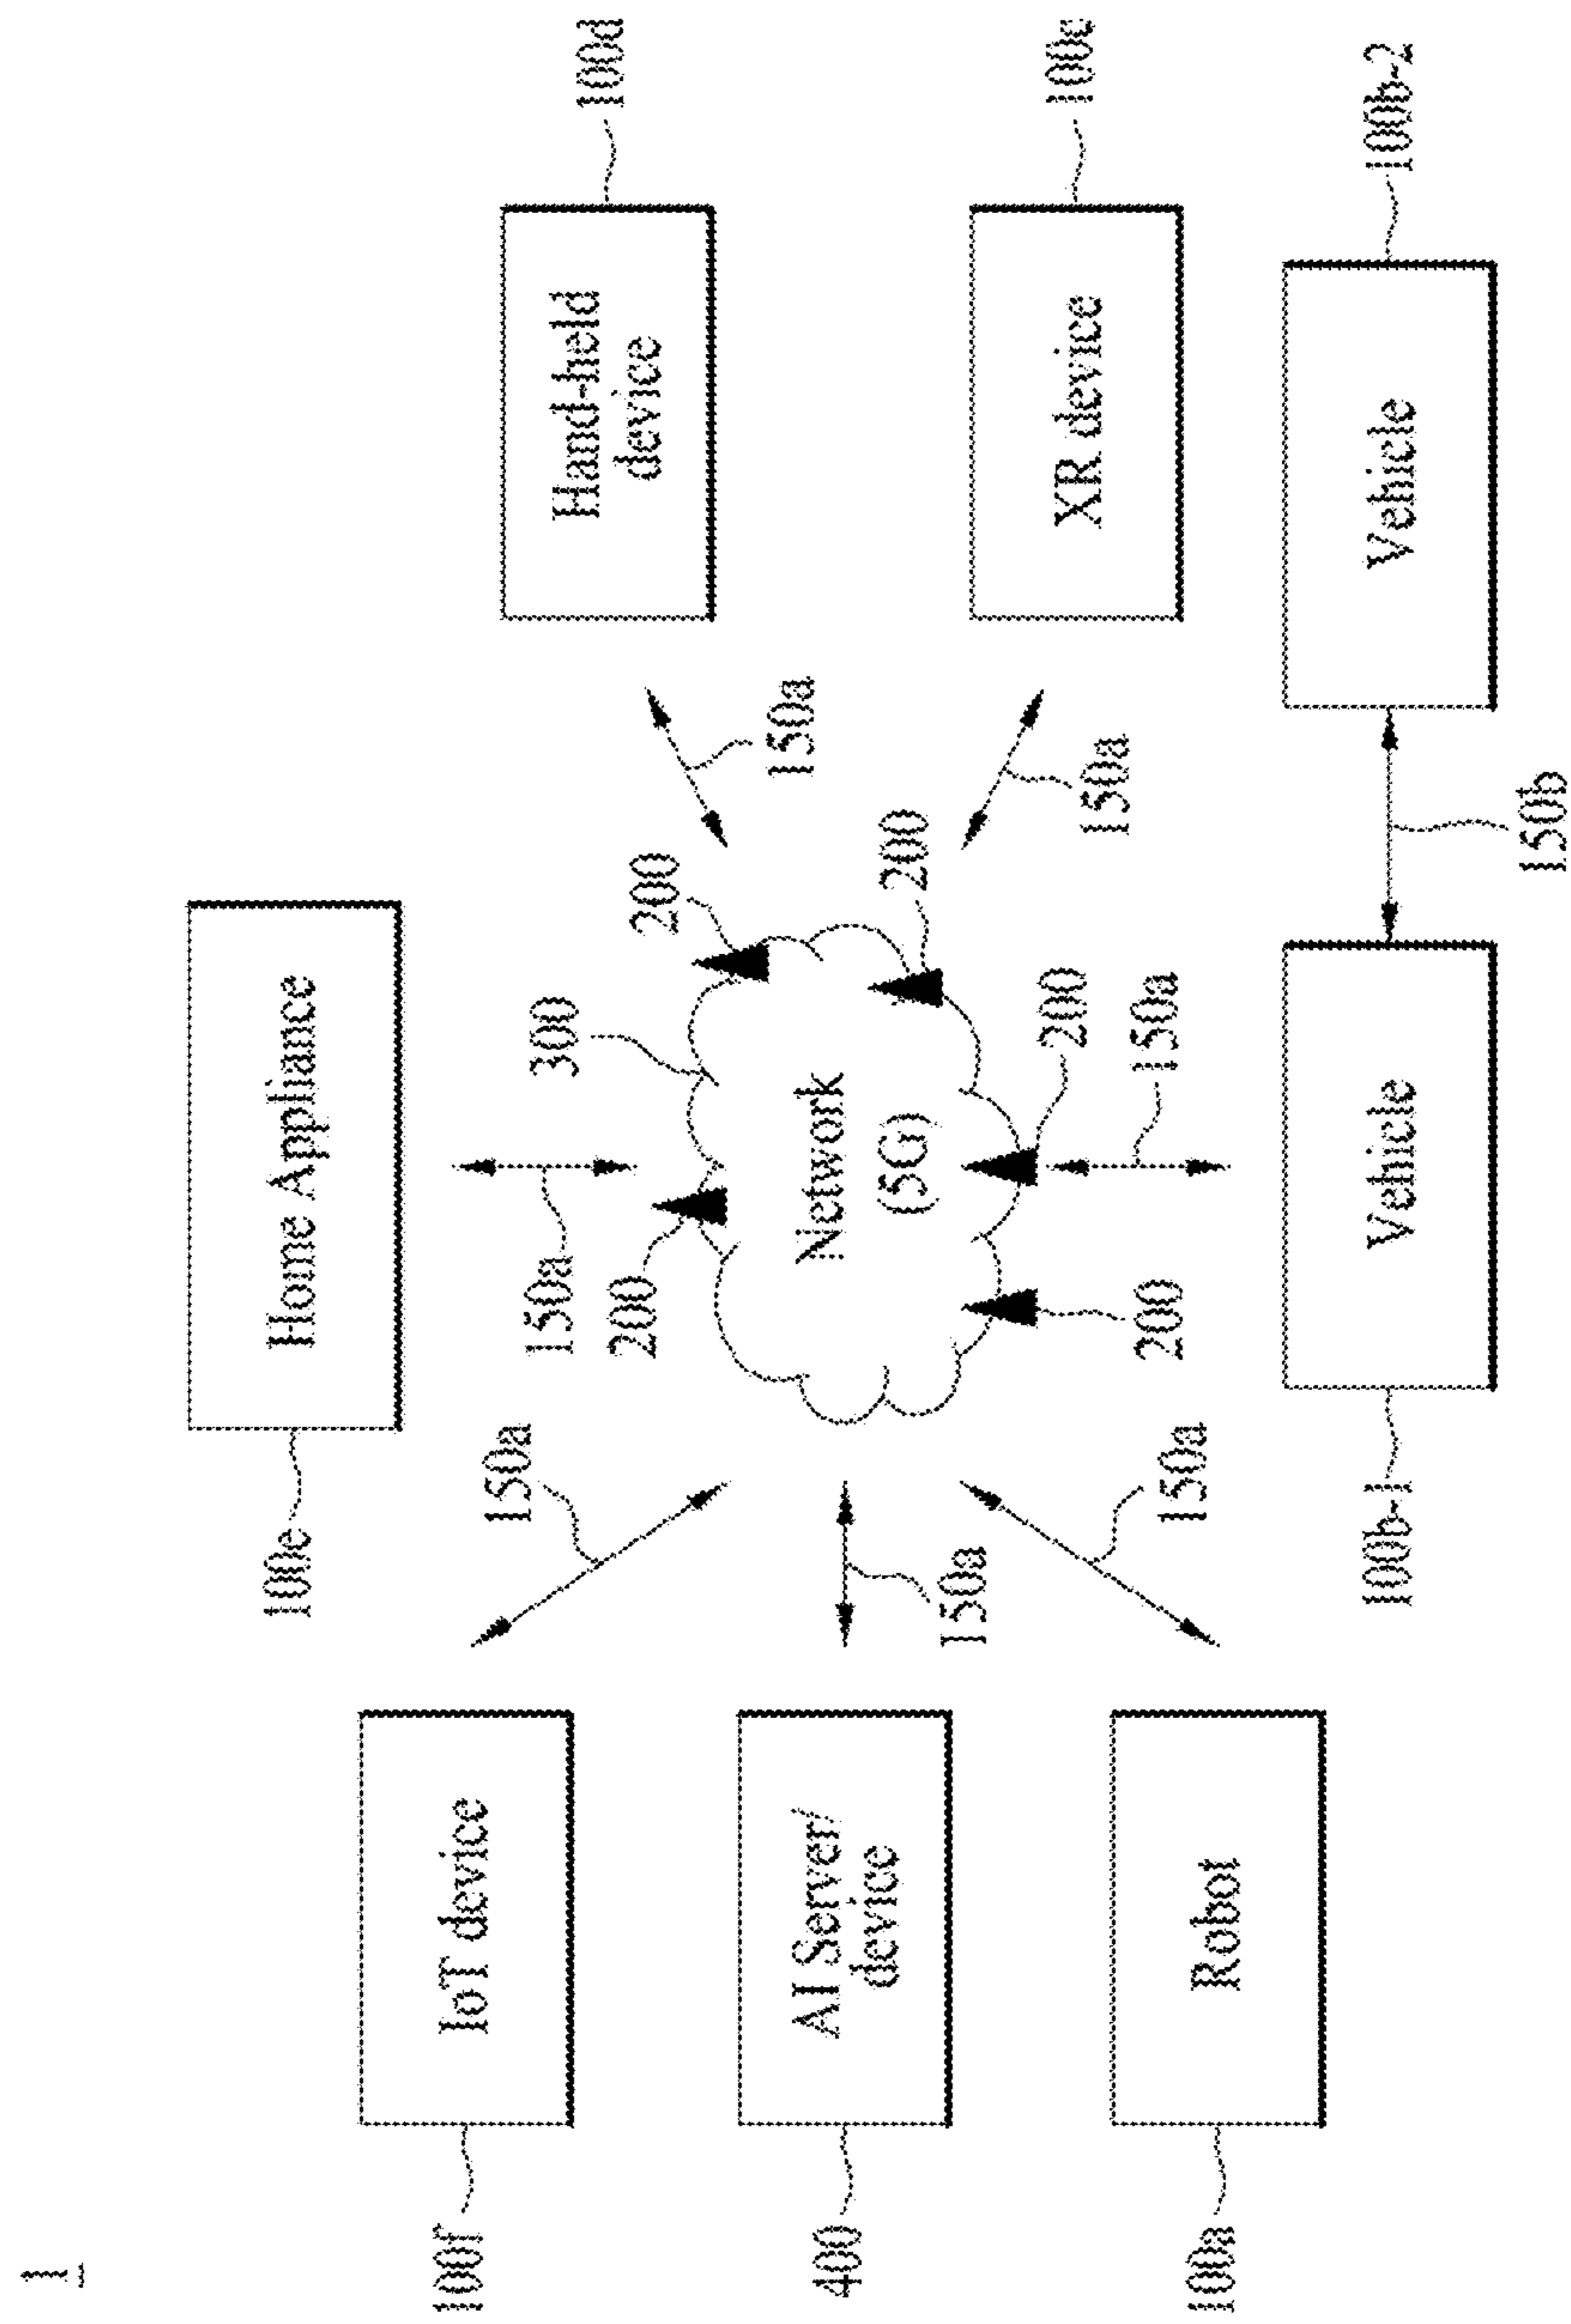 1
100e
Home Appliance
100f
IoT device
150a
150a
300
Hand-held
device
100d
200
200
150a
400
AI Server/
device
Network
(5G)
200
150a
200
XR device
100c
150a
100a
Robot
150a
200
150a
100b-1
Vehicle
Vehicle
100b-2
150b